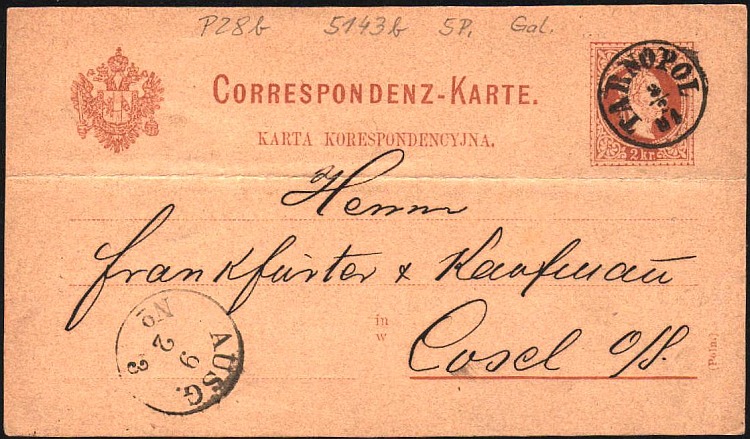 P28b 5143b 5P. Gal.
CORRESPONDENZ-KARTE.
KARTA KORESPONDENCYJNA.
TARNOPOL
2 kr.
Herrn
Frankfurter & Kaufmann
in
w
Cosel o/S.
(Poln.)
AUSG.
9 2 3
No